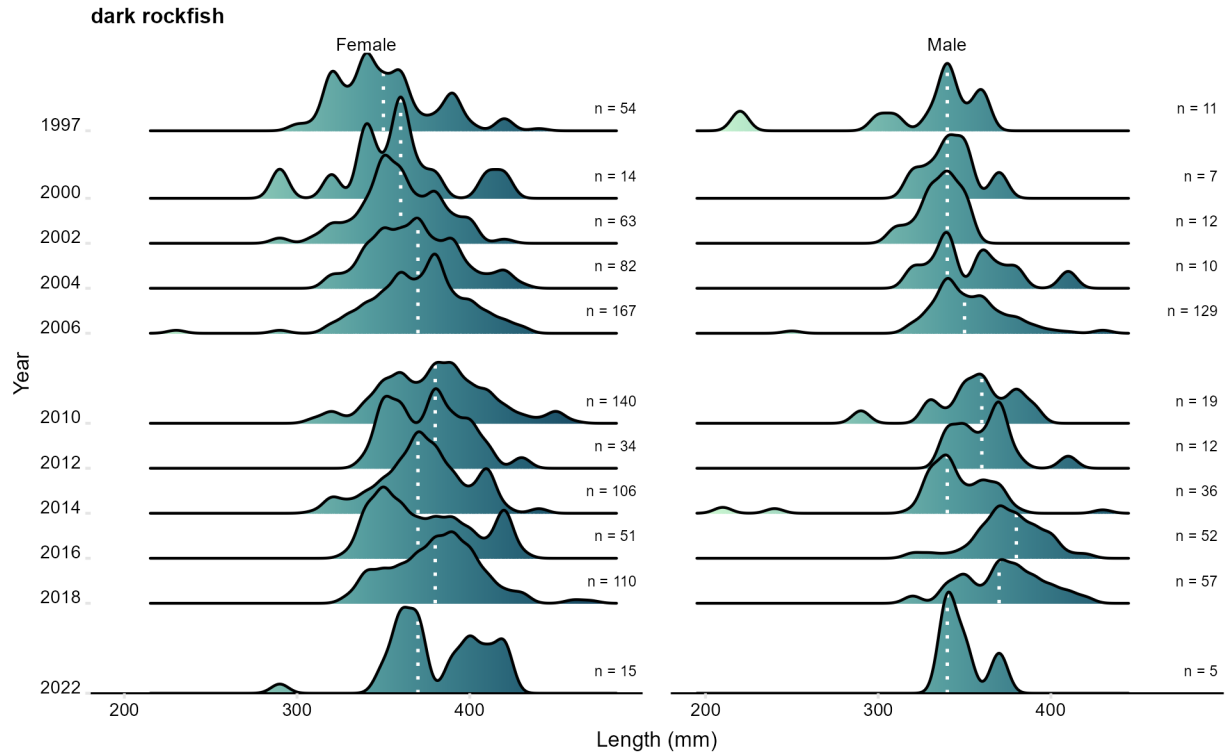 dark rockfish
Female Male
1997 n = 54 n = 11
2000 n = 14 n = 7
2002 n = 63 n = 12
2004 n = 82 n = 10
2006 n = 167 n = 129
Year
2010 n = 140 n = 19
2012 n = 34 n = 12
2014 n = 106 n = 36
2016 n = 51 n = 52
2018 n = 110 n = 57
2022 n = 15 n = 5
200 300 400 200 300 400
Length (mm)